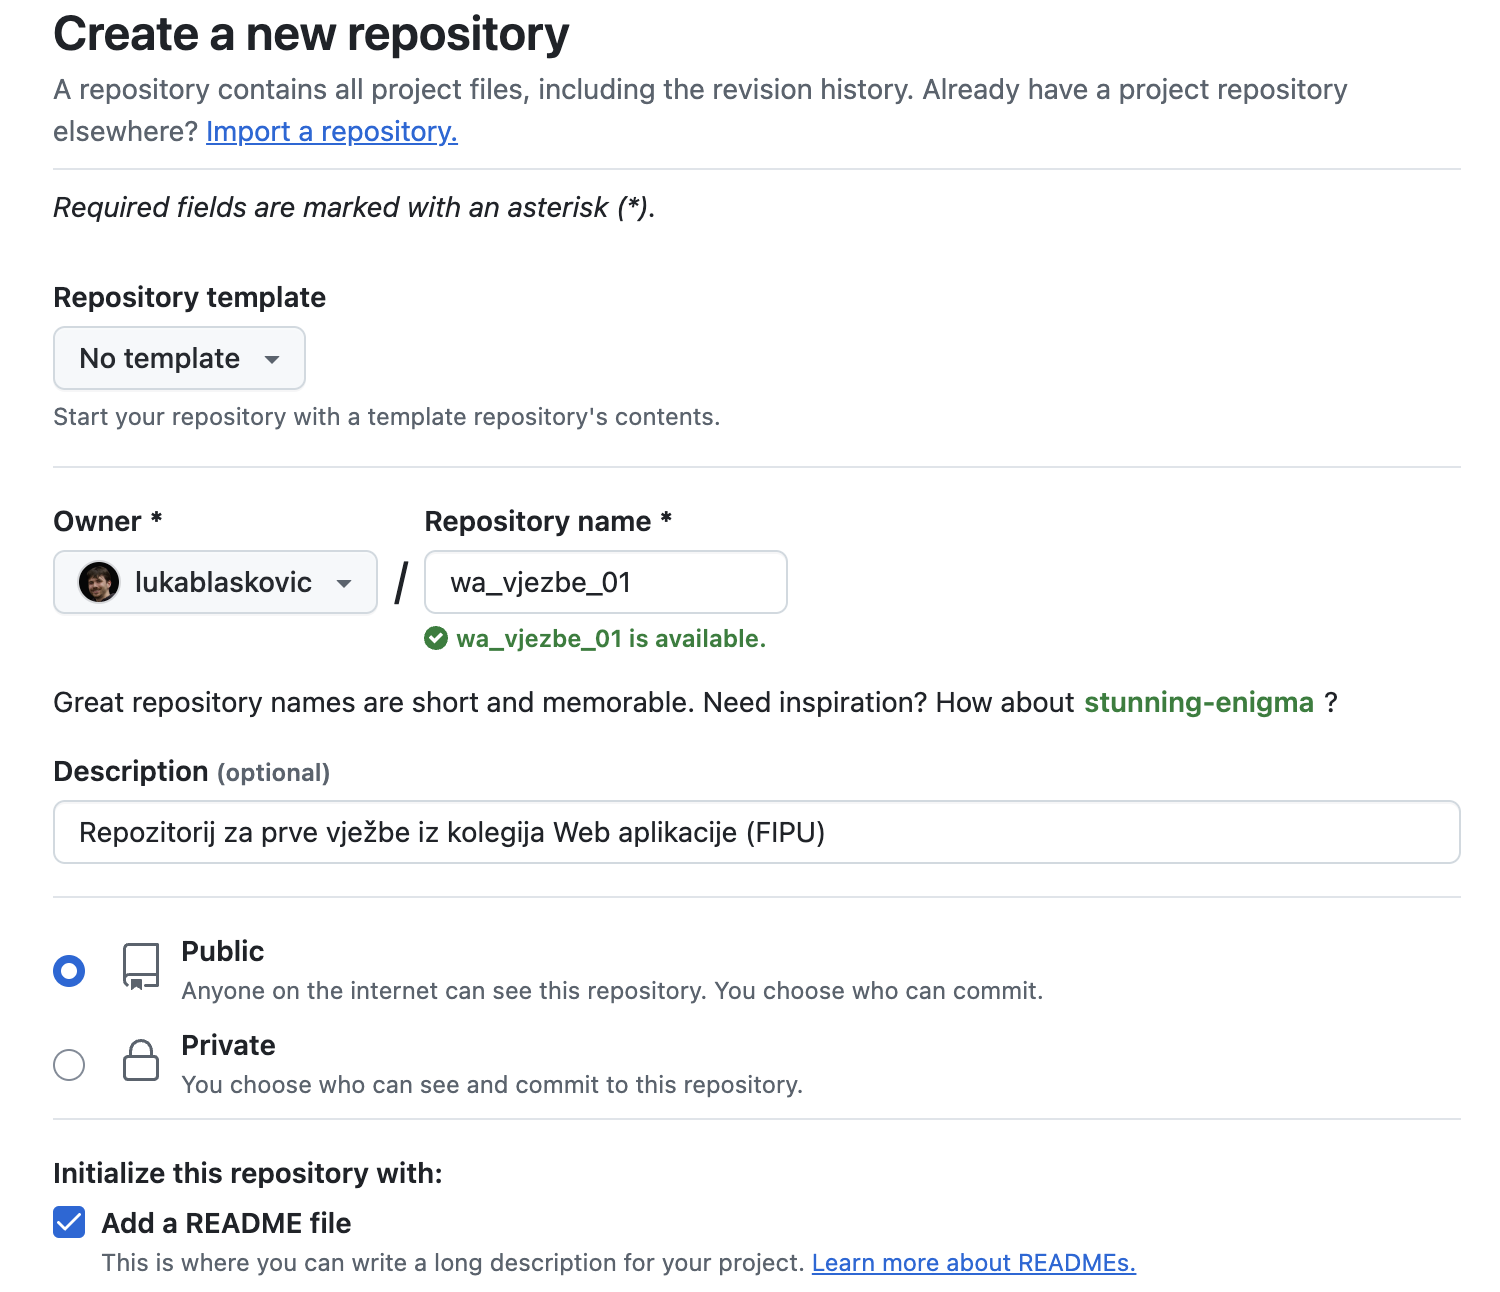 Create a new repository
A repository contains all project files, including the revision history. Already have a project repository
elsewhere? Import a repository.
Required fields are marked with an asterisk (*).
Repository template
No template
Start your repository with a template repository's contents.
Owner *
Repository name *
lukablaskovic
/
wa_vjezbe_01
wa_vjezbe_01 is available.
Great repository names are short and memorable. Need inspiration? How about stunning-enigma ?
Description (optional)
Repozitorij za prve vježbe iz kolegija Web aplikacije (FIPU)
Public
Anyone on the internet can see this repository. You choose who can commit.
Private
You choose who can see and commit to this repository.
Initialize this repository with:
Add a README file
This is where you can write a long description for your project. Learn more about READMEs.